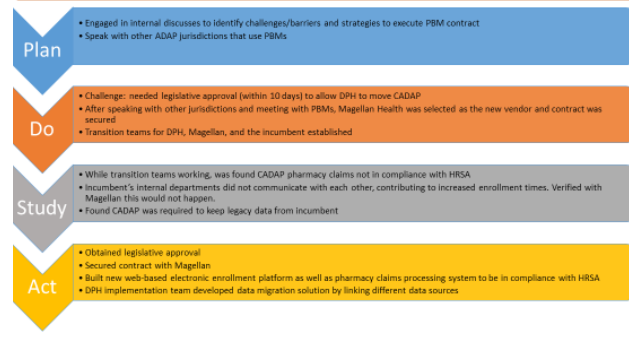 Plan
• Engaged in internal discusses to identify challenges/barriers and strategies to execute PBM contract
• Speak with other ADAP jurisdictions that use PBMs
Do
• Challenge: needed legislative approval (within 10 days) to allow DPH to move CADAP
• After speaking with other jurisdictions and meeting with PBMs, Magellan Health was selected as the new vendor and contract was
secured
• Transition teams for DPH, Magellan, and the incumbent established
Study
• While transition teams working, was found CADAP pharmacy claims not in compliance with HRSA
• Incumbent's internal departments did not communicate with each other, contributing to increased enrollment times. Verified with
Magellan this would not happen.
• Found CADAP was required to keep legacy data from incumbent
Act
• Obtained legislative approval
• Secured contract with Magellan
• Built new web-based electronic enrollment platform as well as pharmacy claims processing system to be in compliance with HRSA
• DPH implementation team developed data migration solution by linking different data sources